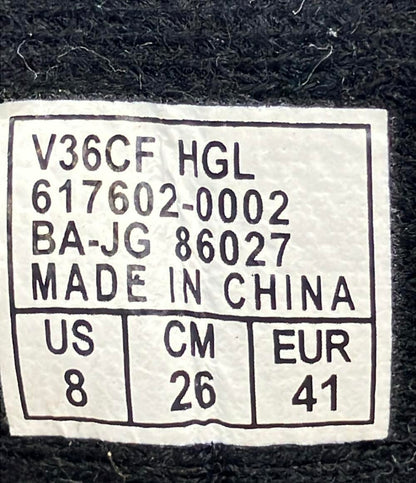 V36CF HGL
617602-0002
BA-JG 86027
MADE IN CHINA
US CM EUR
8 26 41